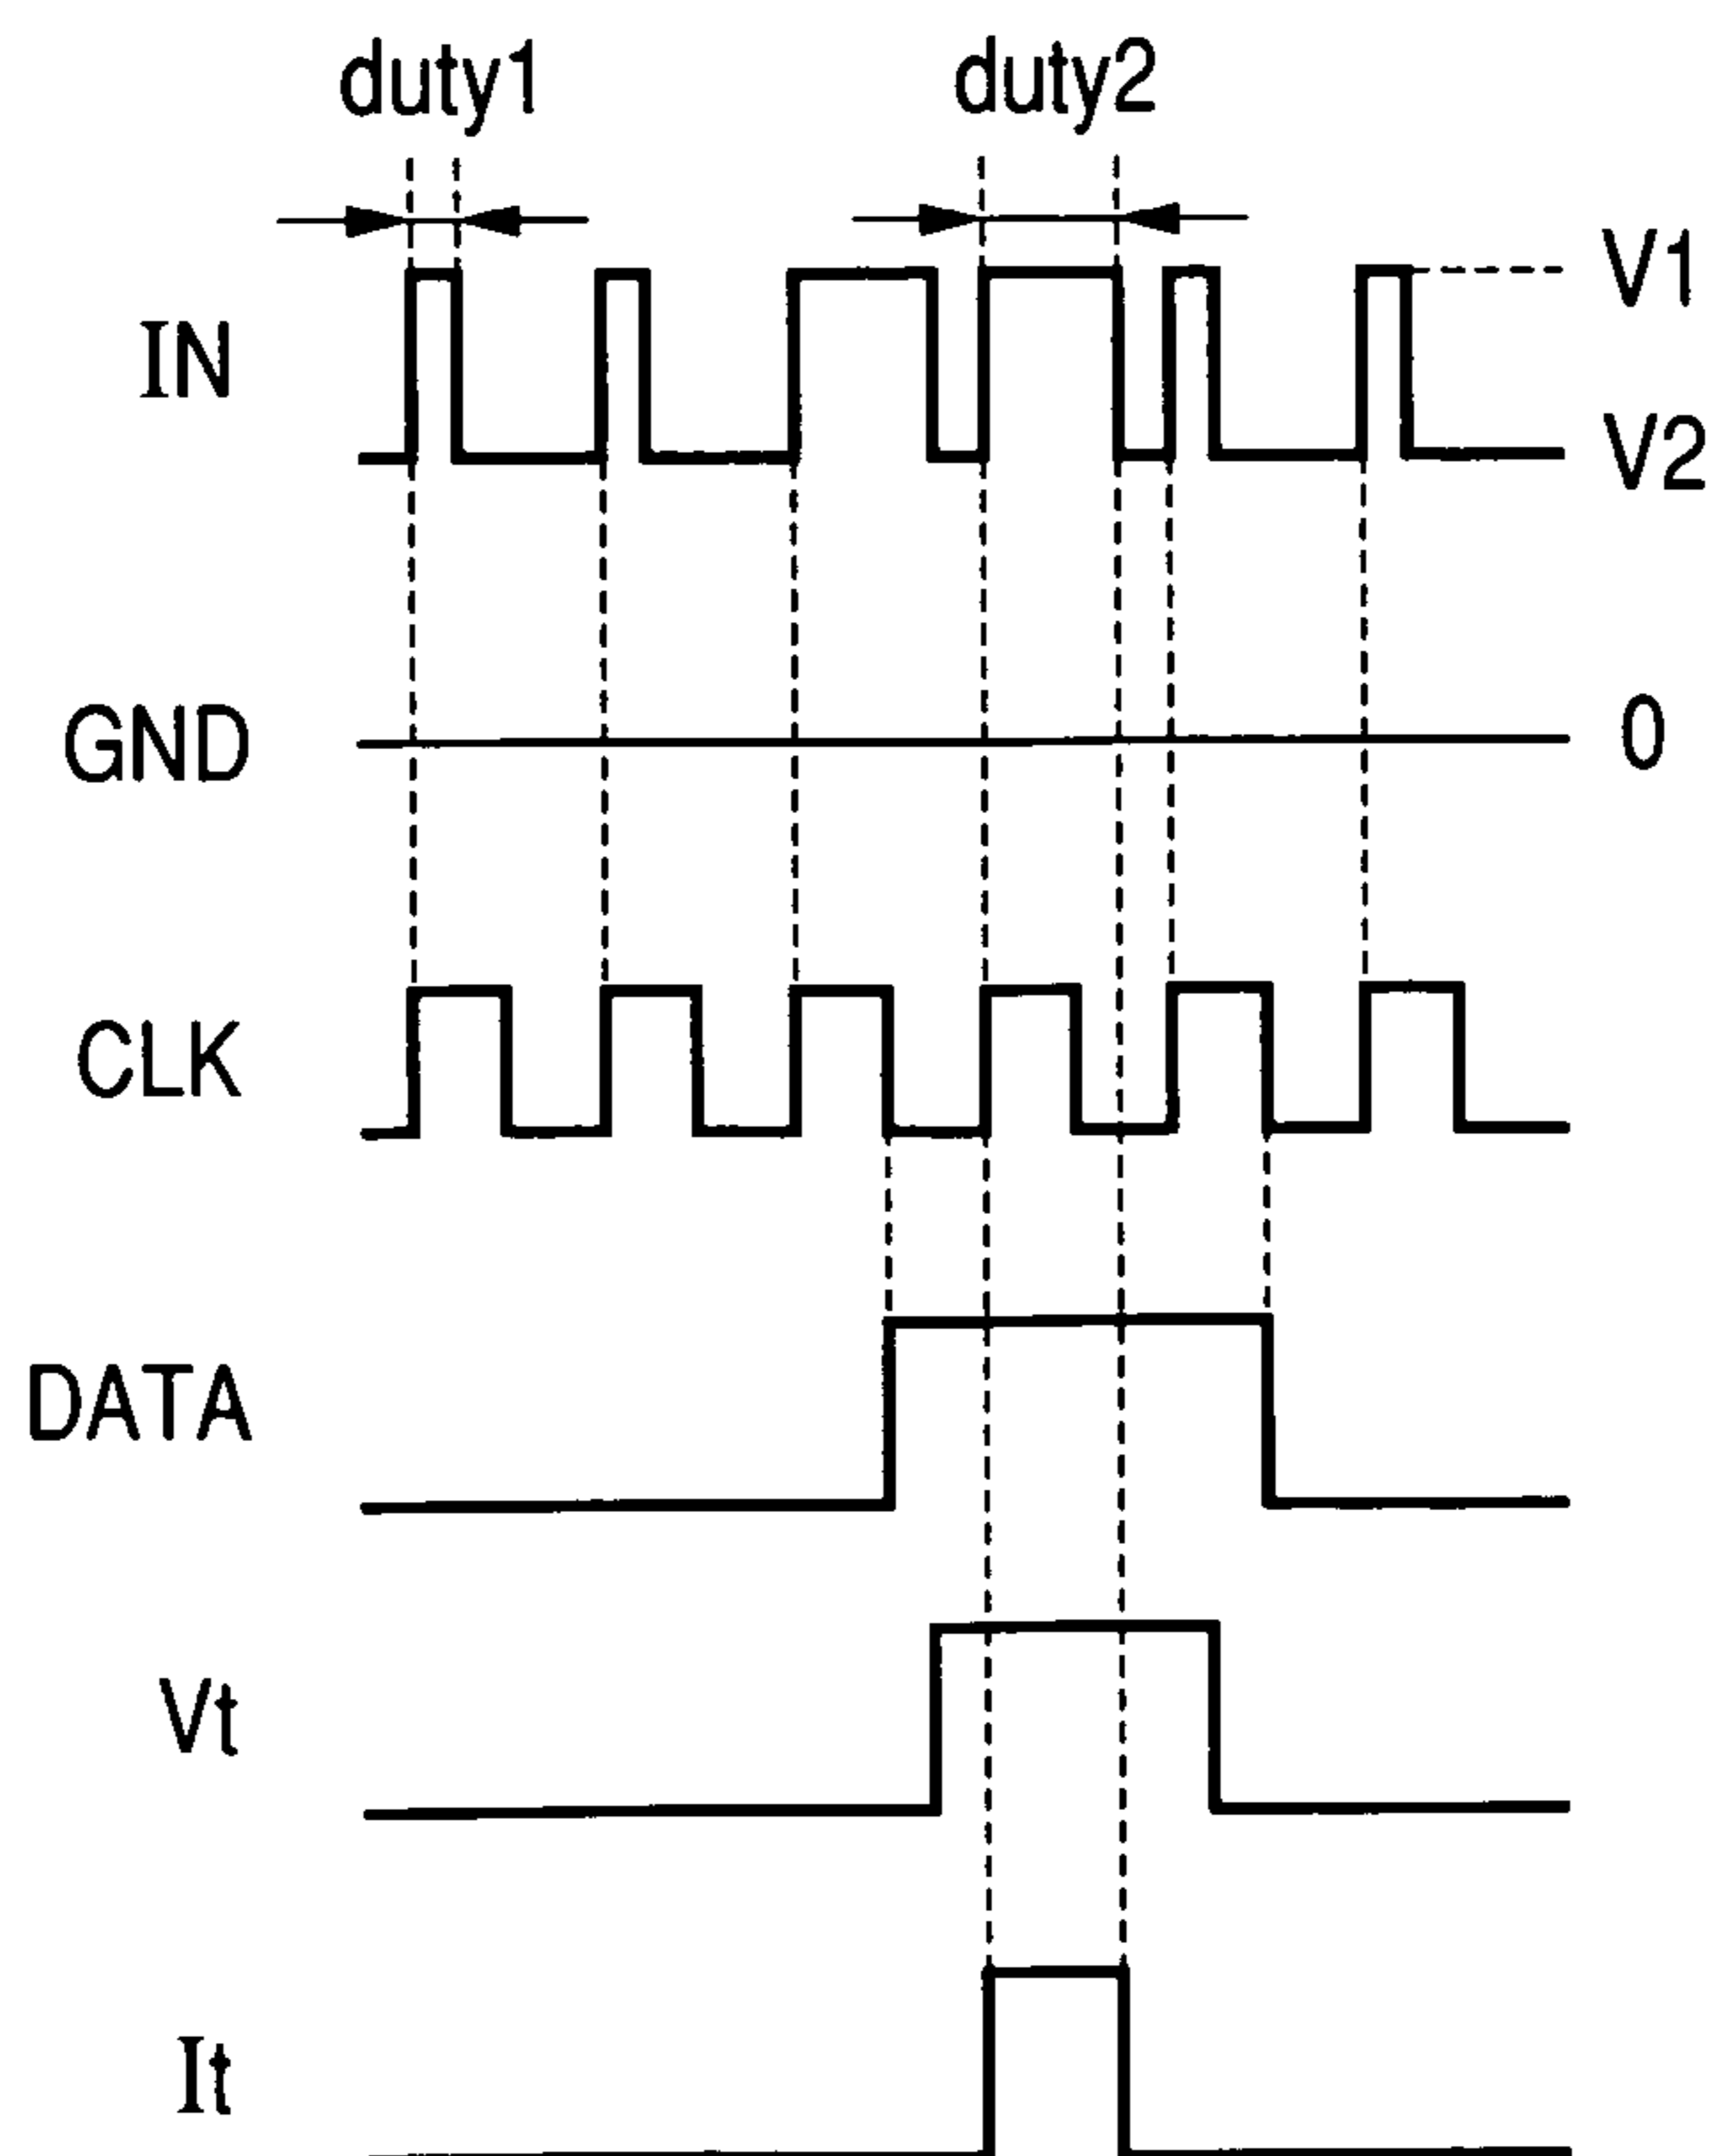 duty1 duty2
V1
IN
V2
GND 0
CLK
DATA
Vt
It